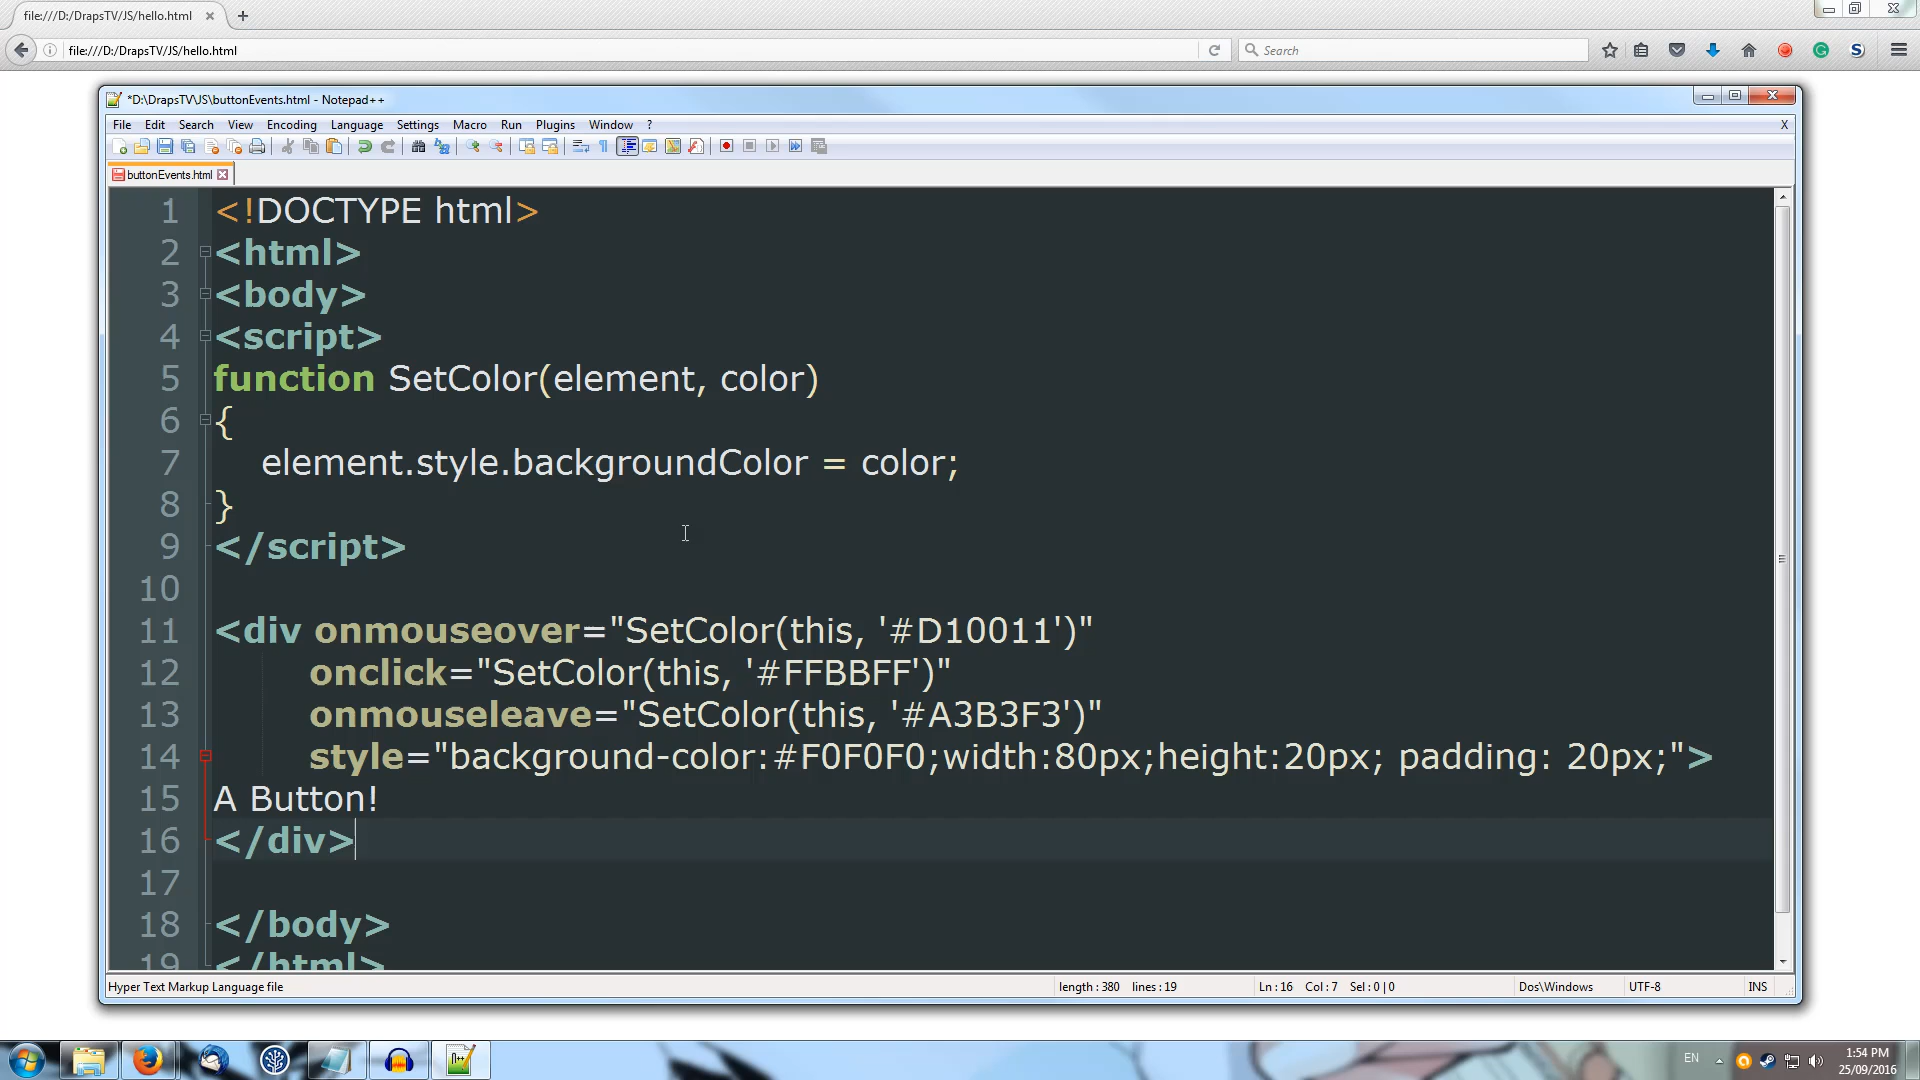 file:///D:/DrapsTV/JS/hello.html
file:///D:/DrapsTV/JS/hello.html
Search
*D:\DrapsTV\JS\buttonEvents.html - Notepad++
File Edit Search View Encoding Language Settings Macro Run Plugins Window ? X
buttonEvents.html
1 <!DOCTYPE html>
2 <html>
3 <body>
4 <script>
5 function SetColor(element, color)
6 {
7 element.style.backgroundColor = color;
8 }
9 </script>
10
11 <div onmouseover="SetColor(this, '#D10011')"
12 onclick="SetColor(this, '#FFBBFF')"
13 onmouseleave="SetColor(this, '#A3B3F3')"
14 style="background-color:#F0F0F0;width:80px;height:20px; padding: 20px;">
15 A Button!
16 </div>
17
18 </body>
19 </html>
Hyper Text Markup Language file length : 380 lines : 19 Ln : 16 Col : 7 Sel : 0 | 0 Dos\Windows UTF-8 INS
EN 1:54 PM
25/09/2016